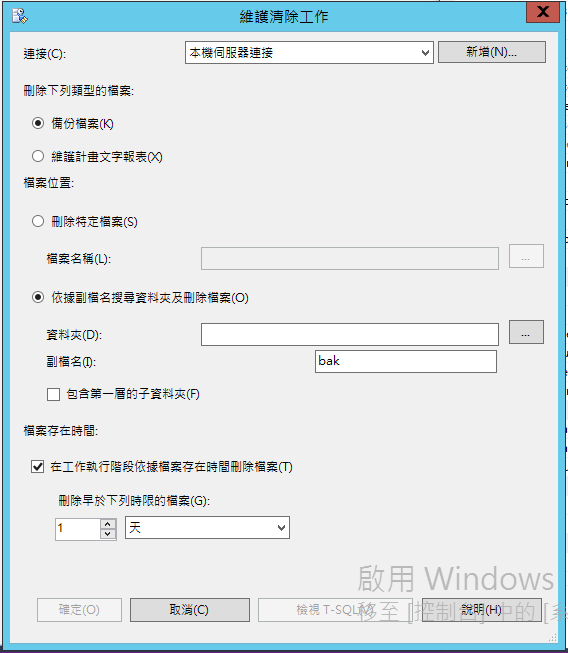 維護清除工作
連接(C):
本機伺服器連接
新增(N)...
刪除下列類型的檔案:
備份檔案(K)
維護計畫文字報表(X)
檔案位置:
刪除特定檔案(S)
檔案名稱(L):
...
依據副檔名搜尋資料夾及刪除檔案(O)
資料夾(D):
...
副檔名(I):
bak
包含第一層的子資料夾(F)
檔案存在時間:
在工作執行階段依據檔案存在時間刪除檔案(T)
刪除早於下列時限的檔案(G):
1
天
啟用 Windows
移至 [控制台] 中的 [系
確定(O)
取消(C)
檢視 T-SQL(V)
說明(H)